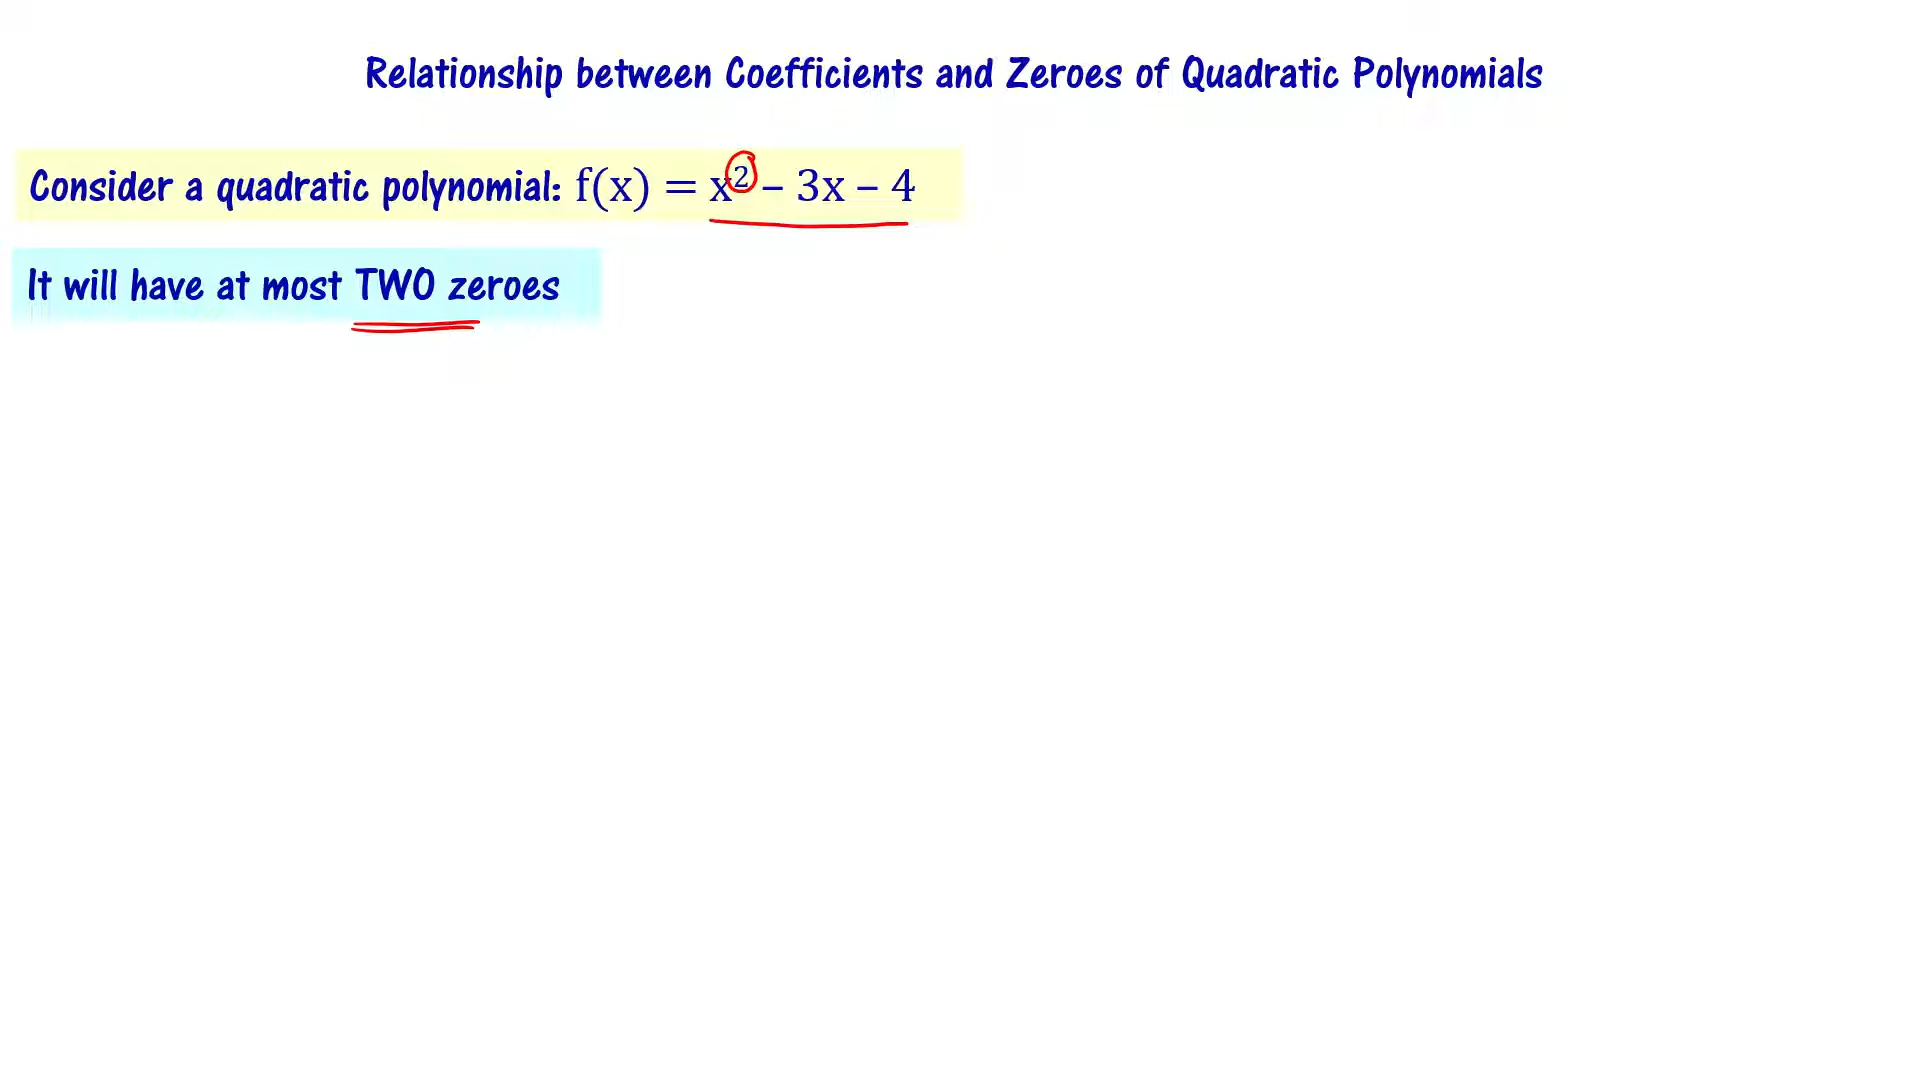 Relationship between Coefficients and Zeroes of Quadratic Polynomials
Consider a quadratic polynomial: f(x) = x² – 3x – 4
It will have at most TWO zeroes